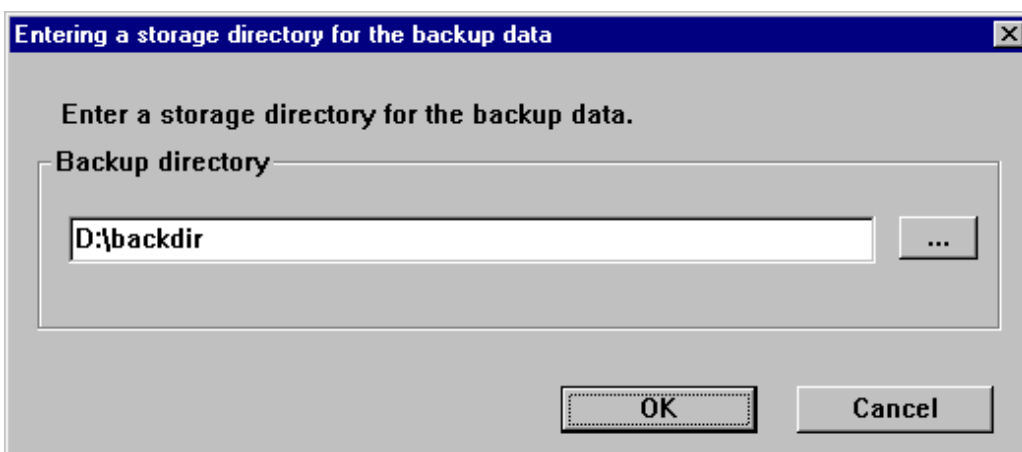 Entering a storage directory for the backup data
Enter a storage directory for the backup data.
Backup directory
D:\backdir
...
OK
Cancel